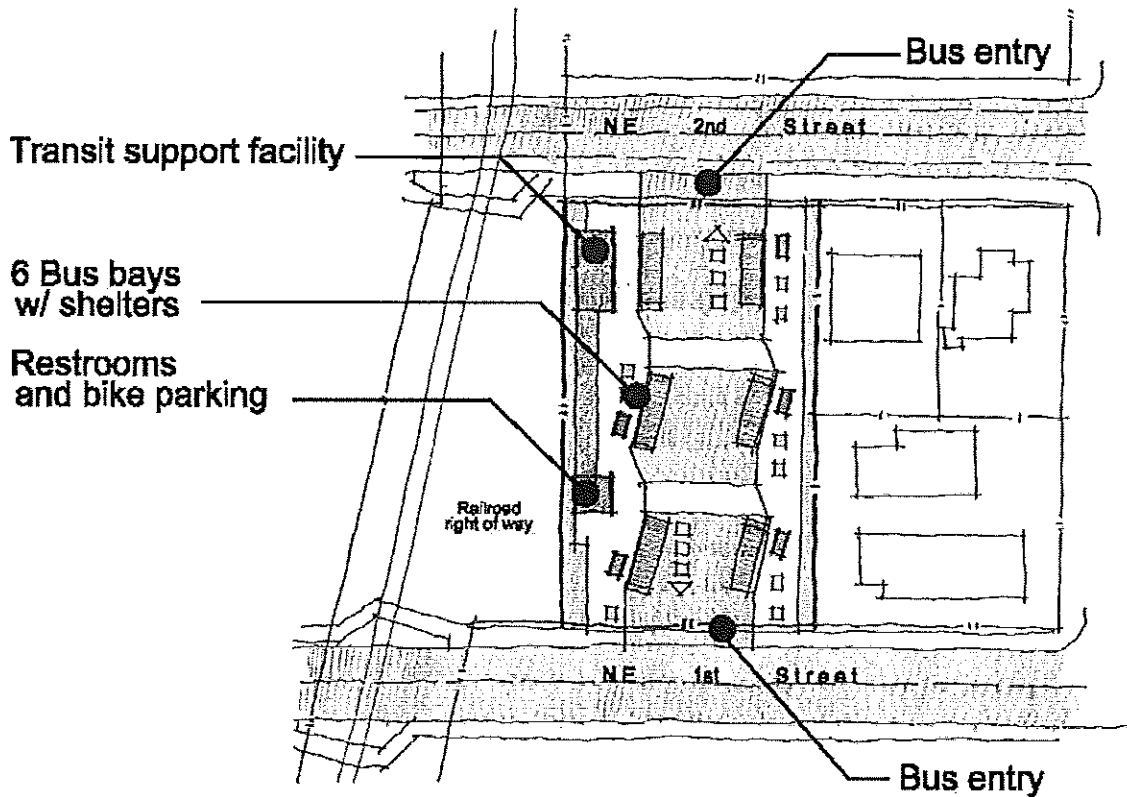 Bus entry
NE 2nd Street
Transit support facility
6 Bus bays
w/ shelters
Restrooms
and bike parking
Railroad
right of way
NE 1st Street
Bus entry